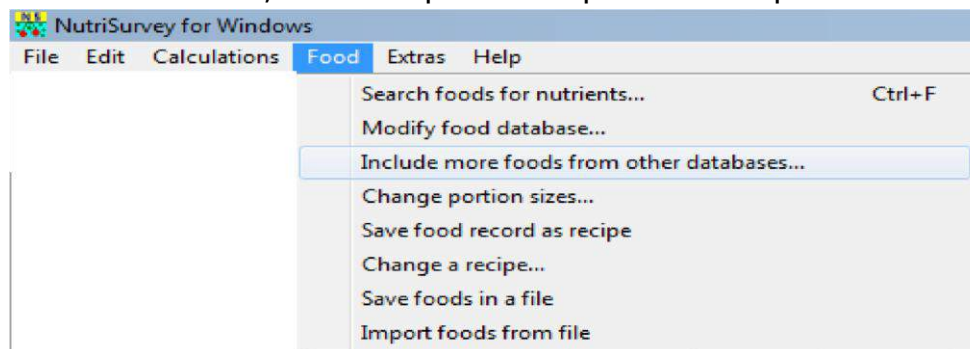 NutriSurvey for Windows
File Edit Calculations Food Extras Help
Search foods for nutrients... Ctrl+F
Modify food database...
Include more foods from other databases...
Change portion sizes...
Save food record as recipe
Change a recipe...
Save foods in a file
Import foods from file